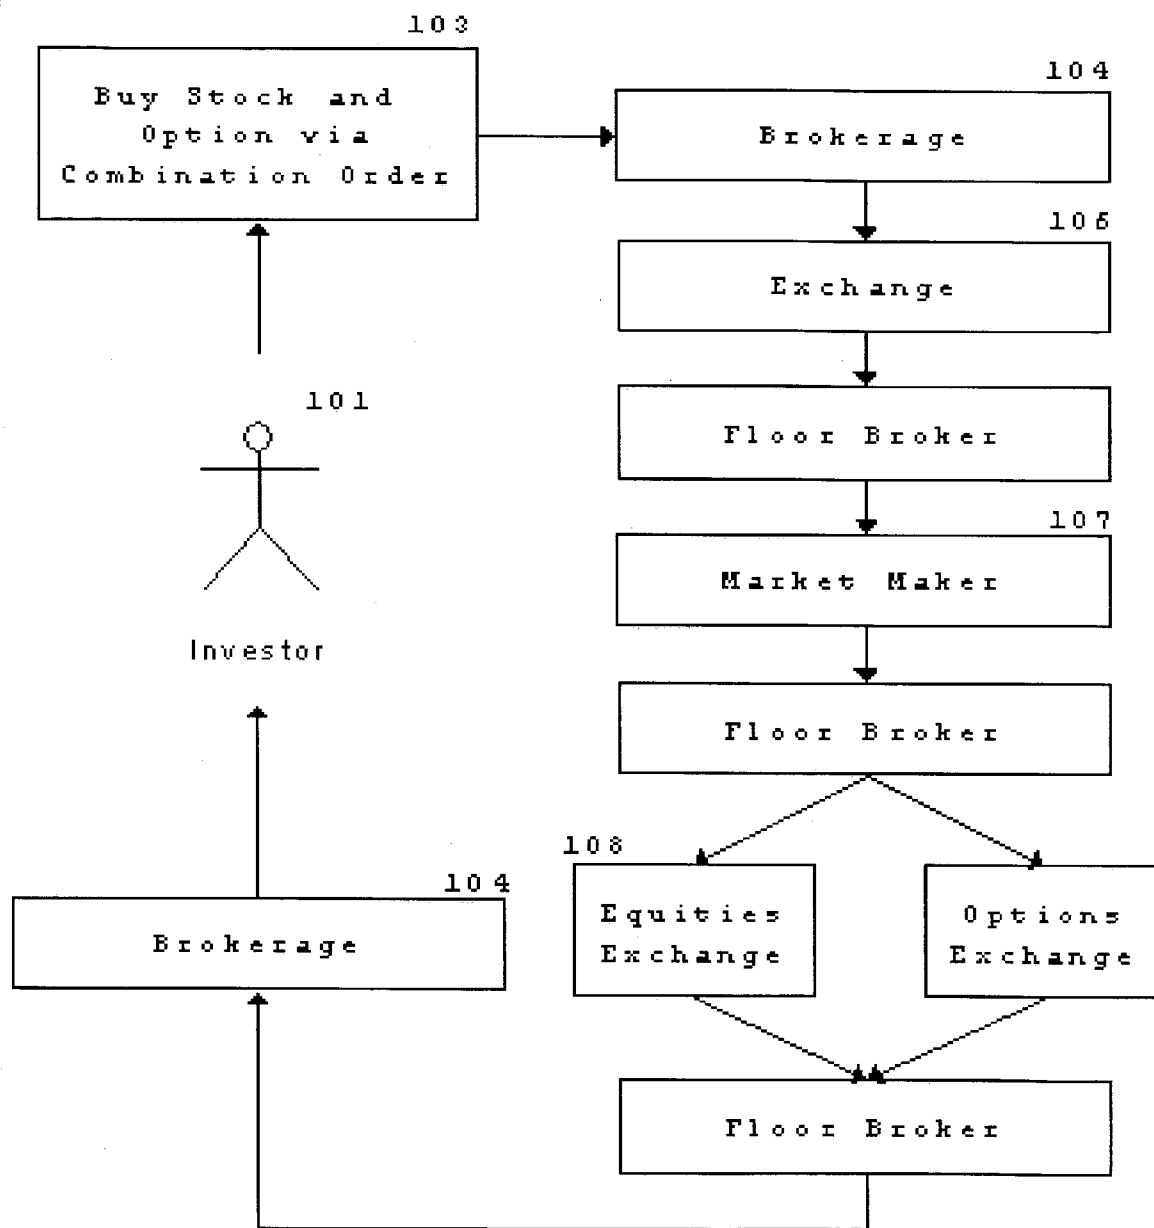 103
Buy Stock and
Option via
Combination Order
104
Brokerage
105
Exchange
101
Floor Broker
107
Market Maker
Investor
Floor Broker
108
Equities
Exchange
Options
Exchange
104
Brokerage
Floor Broker